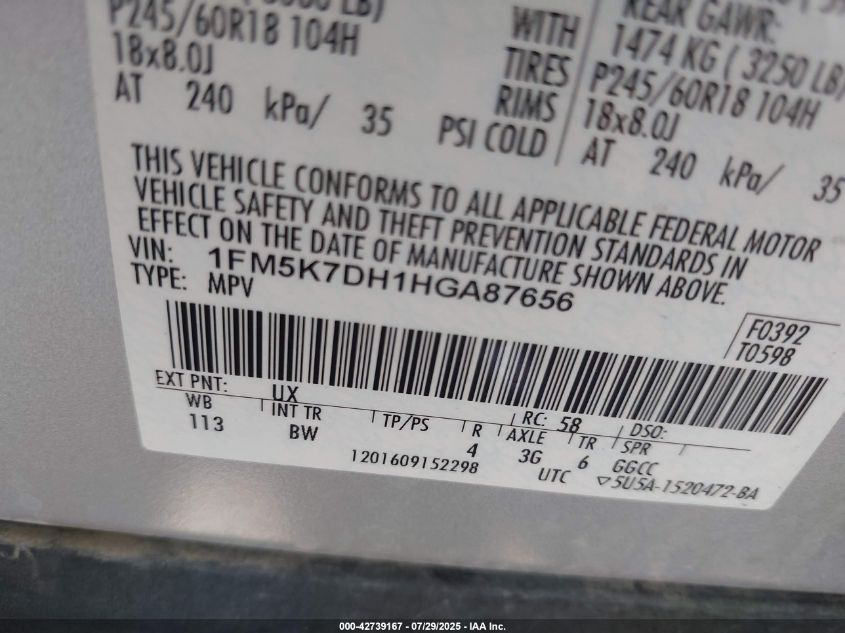 LB)
P245/60R18 104H
18x8.0J
AT 240 kPa/ 35 PSI COLD
WITH
TIRES
RIMS
REAR GAWR:
1474 KG ( 3250 LB)
P245/60R18 104H
18x8.0J
AT 240 kPa/ 35
THIS VEHICLE CONFORMS TO ALL APPLICABLE FEDERAL MOTOR
VEHICLE SAFETY AND THEFT PREVENTION STANDARDS IN
EFFECT ON THE DATE OF MANUFACTURE SHOWN ABOVE.
VIN: 1FM5K7DH1HGA87656
TYPE: MPV
F0392
T0598
EXT PNT: UX RC: 58 DSO:
WB INT TR TP/PS R AXLE TR SPR
113 BW 4 3G 6 GGCC
1201609152298 UTC ▽5U5A-1520472-BA
000-42739167 - 07/29/2025 - IAA Inc.